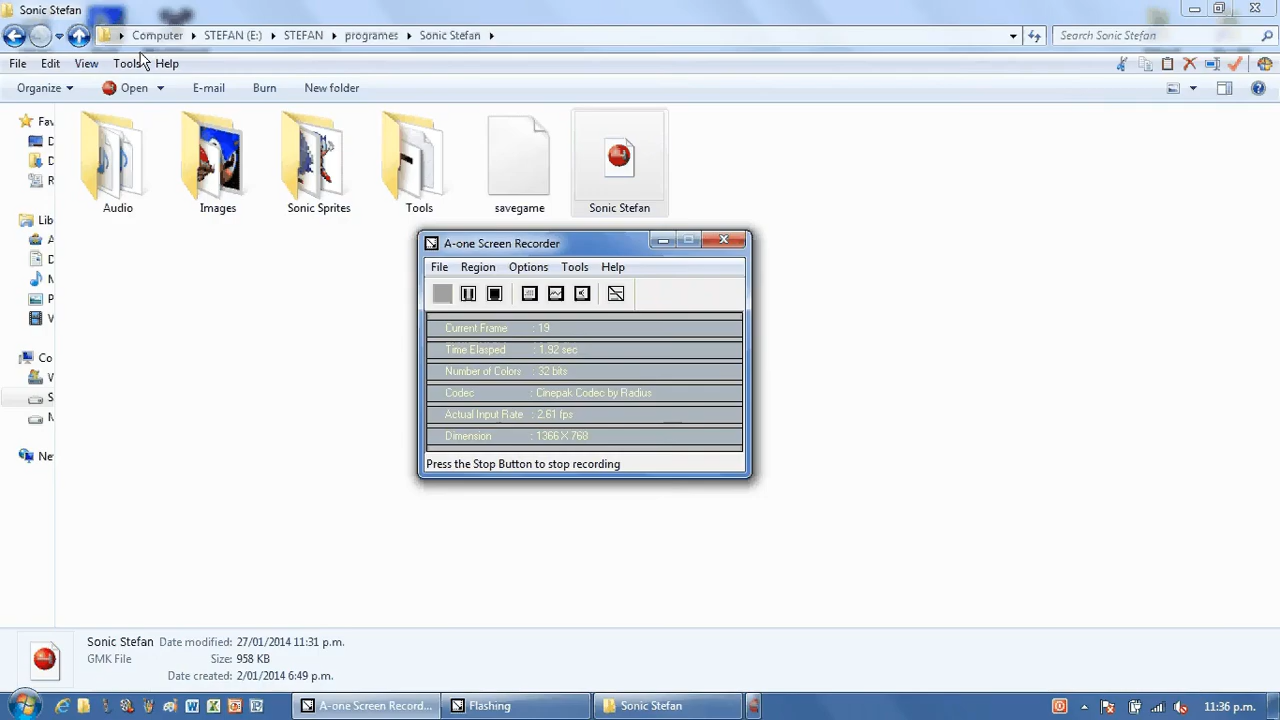 Sonic Stefan
Computer STEFAN (E:) STEFAN programes Sonic Stefan
Search Sonic Stefan
File Edit View Tools Help
Organize Open E-mail Burn New folder
Fav
D
D
R
Lib
A
D
M
P
V
Co
W
S
N
Ne
Audio Images Sonic Sprites Tools savegame Sonic Stefan
A-one Screen Recorder
File Region Options Tools Help
Current Frame : 19
Time Elasped : 1.92 sec
Number of Colors : 32 bits
Codec : Cinepak Codec by Radius
Actual Input Rate : 2.61 fps
Dimension : 1366 X 768
Press the Stop Button to stop recording
Sonic Stefan Date modified: 27/01/2014 11:31 p.m.
GMK File Size: 958 KB
Date created: 2/01/2014 6:49 p.m.
A-one Screen Record... Flashing Sonic Stefan 11:36 p.m.